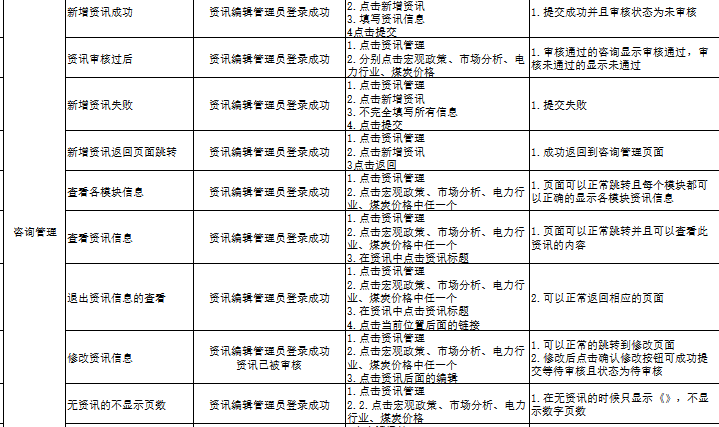 新增资讯成功
资讯编辑管理员登录成功
2.点击新增资讯
3.填写资讯信息
4点击提交
1.提交成功并且审核状态为未审核
资讯审核过后
资讯编辑管理员登录成功
1.点击资讯管理
2.分别点击宏观政策、市场分析、电
力行业、煤炭价格
1.审核通过的咨询显示审核通过，审
核未通过的显示未通过
新增资讯失败
资讯编辑管理员登录成功
1.点击资讯管理
2.点击新增资讯
3.不完全填写所有信息
4.点击提交
1.提交失败
新增资讯返回页面跳转
资讯编辑管理员登录成功
1.点击资讯管理
2.点击新增资讯
3点击返回
1.成功返回到咨询管理页面
咨询管理
查看各模块信息
资讯编辑管理员登录成功
1.点击资讯管理
2.点击宏观政策、市场分析、电力行
业、煤炭价格中任一个
1.页面可以正常跳转且每个模块都可
以正确的显示各模块资讯信息
查看资讯信息
资讯编辑管理员登录成功
1.点击资讯管理
2.点击宏观政策、市场分析、电力行
业、煤炭价格中任一个
3.在资讯中点击资讯标题
1.页面可以正常跳转并且可以查看此
资讯的内容
退出资讯信息的查看
资讯编辑管理员登录成功
1.点击资讯管理
2.点击宏观政策、市场分析、电力行
业、煤炭价格中任一个
3.在资讯中点击资讯标题
4.点击当前位置后面的链接
2.可以正常返回相应的页面
修改资讯信息
资讯编辑管理员登录成功
资讯已被审核
1.点击资讯管理
2.点击宏观政策、市场分析、电力行
业、煤炭价格中任一个
3.点击资讯后面的编辑
1.可以正常的跳转到修改页面
2.修改后点击确认修改按钮可成功提
交等待审核且状态为待审核
无资讯的不显示页数
资讯编辑管理员登录成功
1.点击资讯管理
2.2.点击宏观政策、市场分析、电力
行业、煤炭价格
1.在无资讯的时候只显示《》，不显
示数字页数